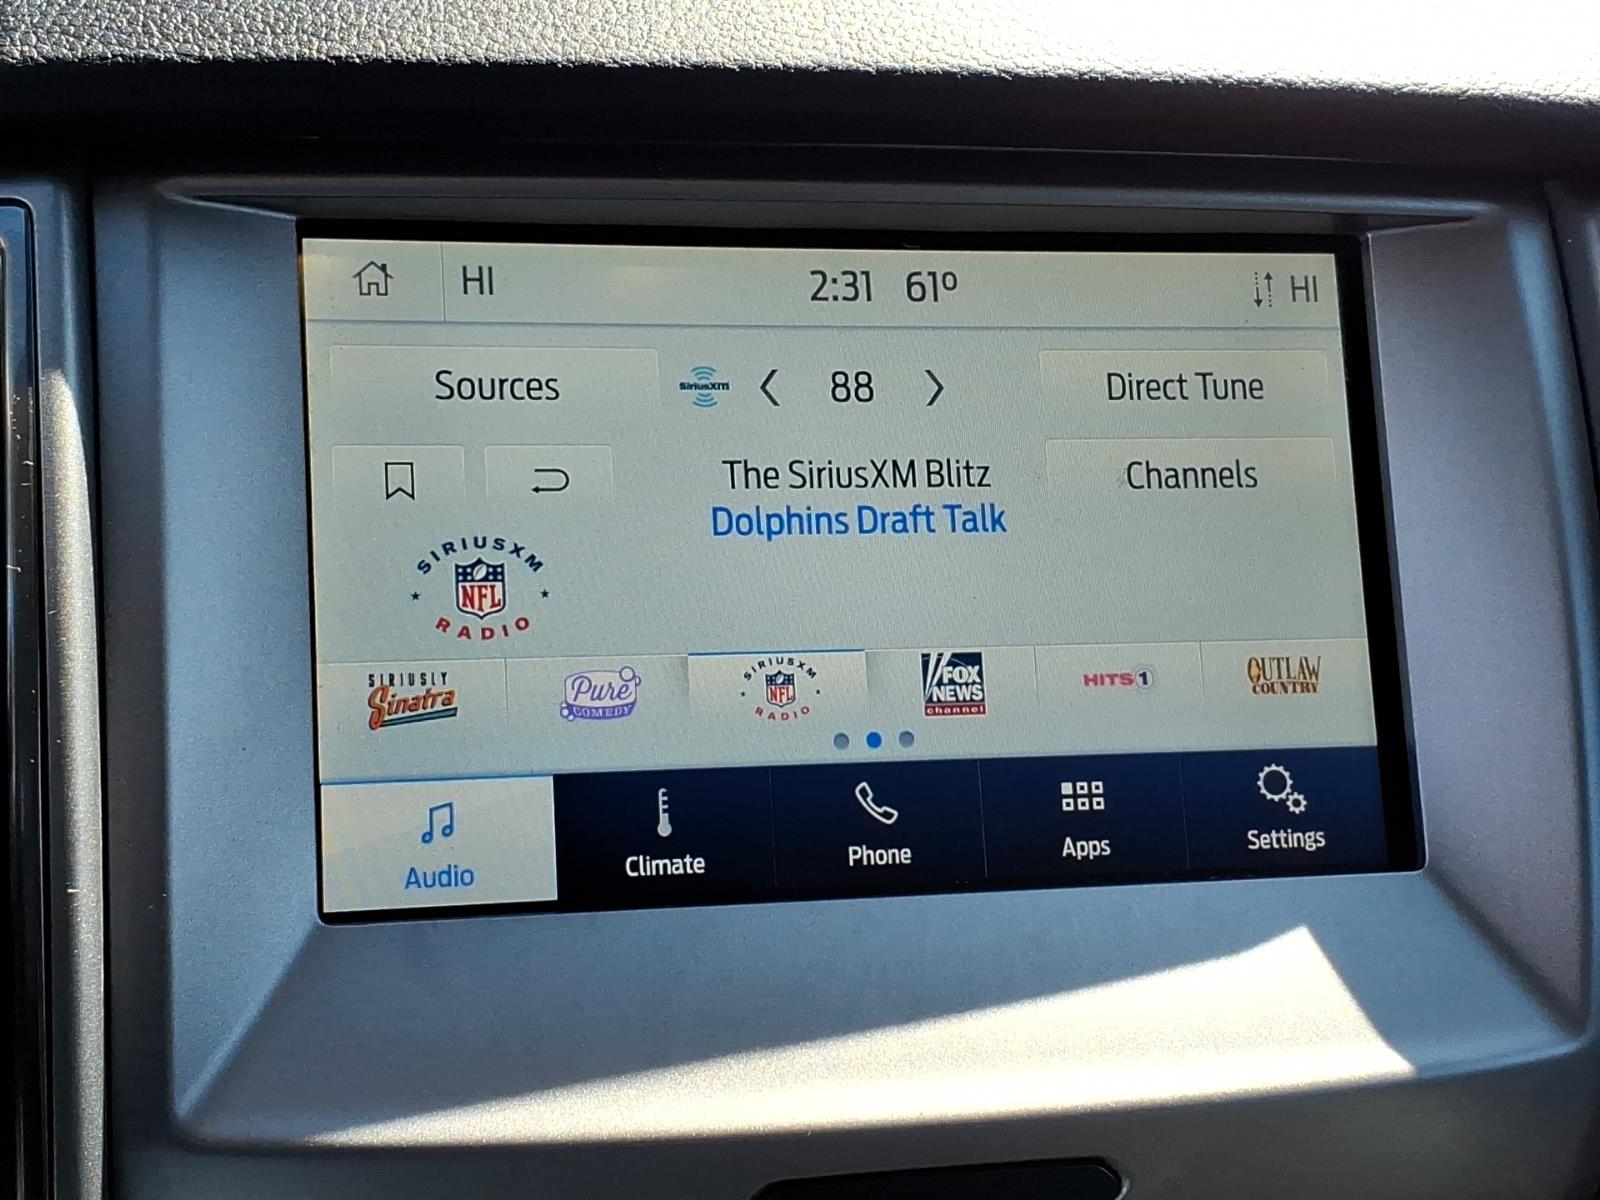 HI 2:31 61° HI
Sources SiriusXM 88 Direct Tune
The SiriusXM Blitz Channels
Dolphins Draft Talk
SIRIUSXM
NFL
RADIO
SIRIUSLY
Sinatra
Pure
COMEDY
SIRIUSXM
NFL
RADIO
FOX
NEWS
channel
HITS 1
OUTLAW
COUNTRY
Audio Climate Phone Apps Settings